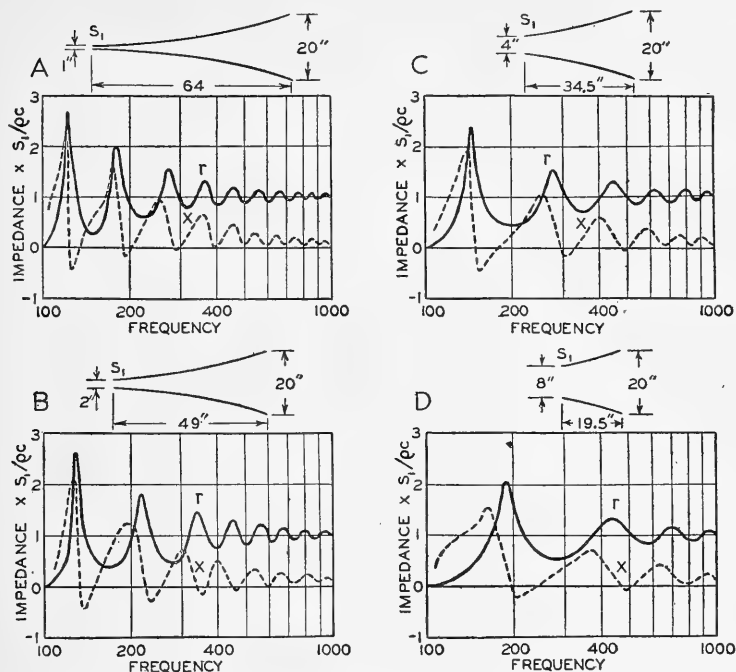 A
S₁
1"
20"
64
IMPEDANCE × S₁/ρc
3
2
1
0
-1
r
x
100 200 400 1000
FREQUENCY
C
S₁
4"
20"
34.5"
IMPEDANCE × S₁/ρc
3
2
1
0
-1
r
x
100 200 400 1000
FREQUENCY
B
S₁
2"
20"
49"
IMPEDANCE × S₁/ρc
3
2
1
0
-1
r
x
100 200 400 1000
FREQUENCY
D
S₁
8"
20"
19.5"
IMPEDANCE × S₁/ρc
3
2
1
0
-1
r
x
100 200 400 1000
FREQUENCY